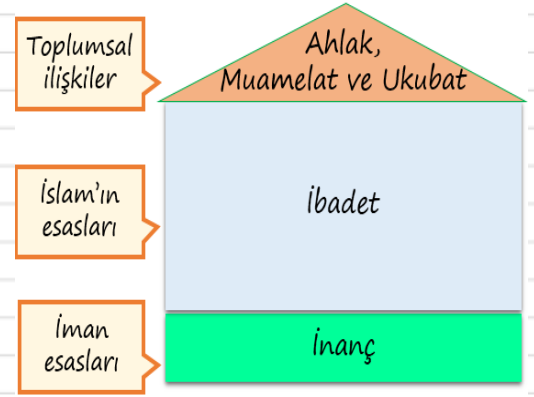 Toplumsal
ilişkiler
Ahlak,
Muamelat ve Ukubat
İslam'ın
esasları
İbadet
İman
esasları
İnanç